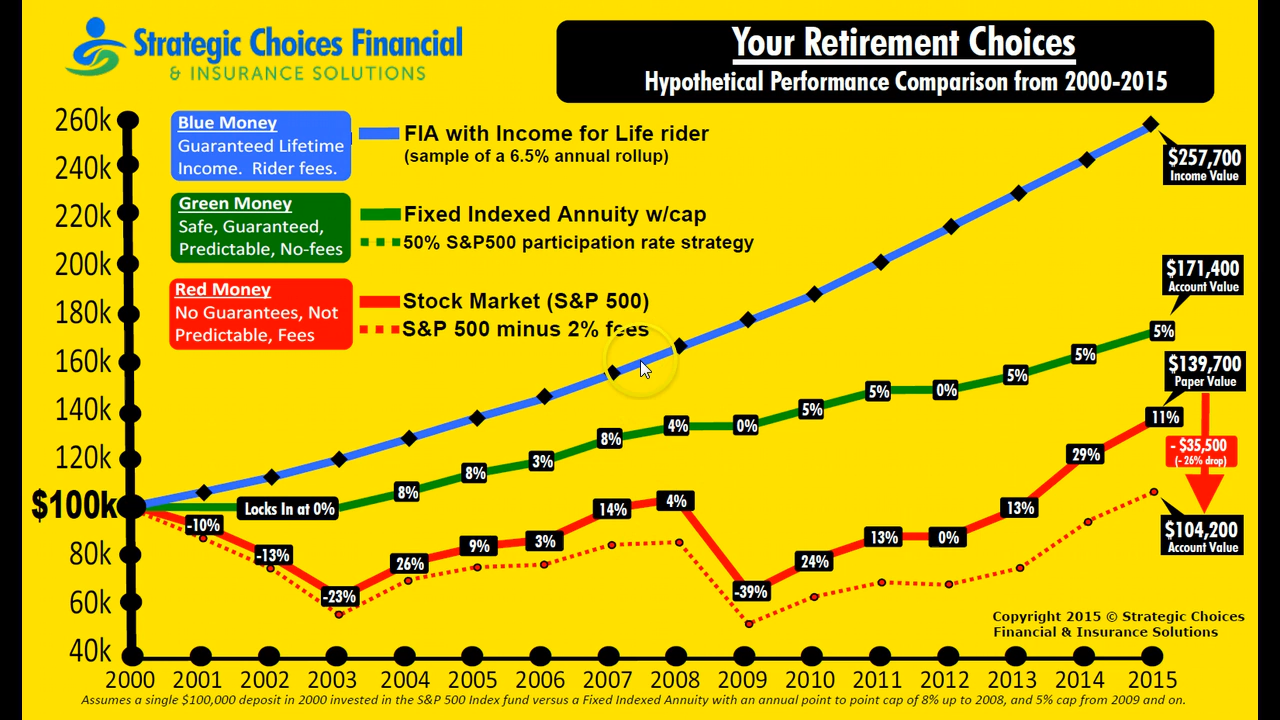 Strategic Choices Financial
& INSURANCE SOLUTIONS
Your Retirement Choices
Hypothetical Performance Comparison from 2000-2015
Blue Money
Guaranteed Lifetime
Income. Rider fees.
FIA with Income for Life rider
(sample of a 6.5% annual rollup)
Green Money
Safe, Guaranteed,
Predictable, No-fees
Fixed Indexed Annuity w/cap
50% S&P500 participation rate strategy
Red Money
No Guarantees, Not
Predictable, Fees
Stock Market (S&P 500)
S&P 500 minus 2% fees
260k
240k
220k
200k
180k
160k
140k
120k
$100k
80k
60k
40k
$257,700
Income Value
$171,400
Account Value
$139,700
Paper Value
- $35,500
(- 26% drop)
$104,200
Account Value
Locks In at 0%
8%
8%
3%
8%
4%
0%
5%
5%
0%
5%
5%
5%
-10%
-13%
-23%
26%
9%
3%
14%
4%
-39%
24%
13%
0%
13%
29%
11%
Copyright 2015 © Strategic Choices
Financial & Insurance Solutions
2000 2001 2002 2003 2004 2005 2006 2007 2008 2009 2010 2011 2012 2013 2014 2015
Assumes a single $100,000 deposit in 2000 invested in the S&P 500 Index fund versus a Fixed Indexed Annuity with an annual point to point cap of 8% up to 2008, and 5% cap from 2009 and on.